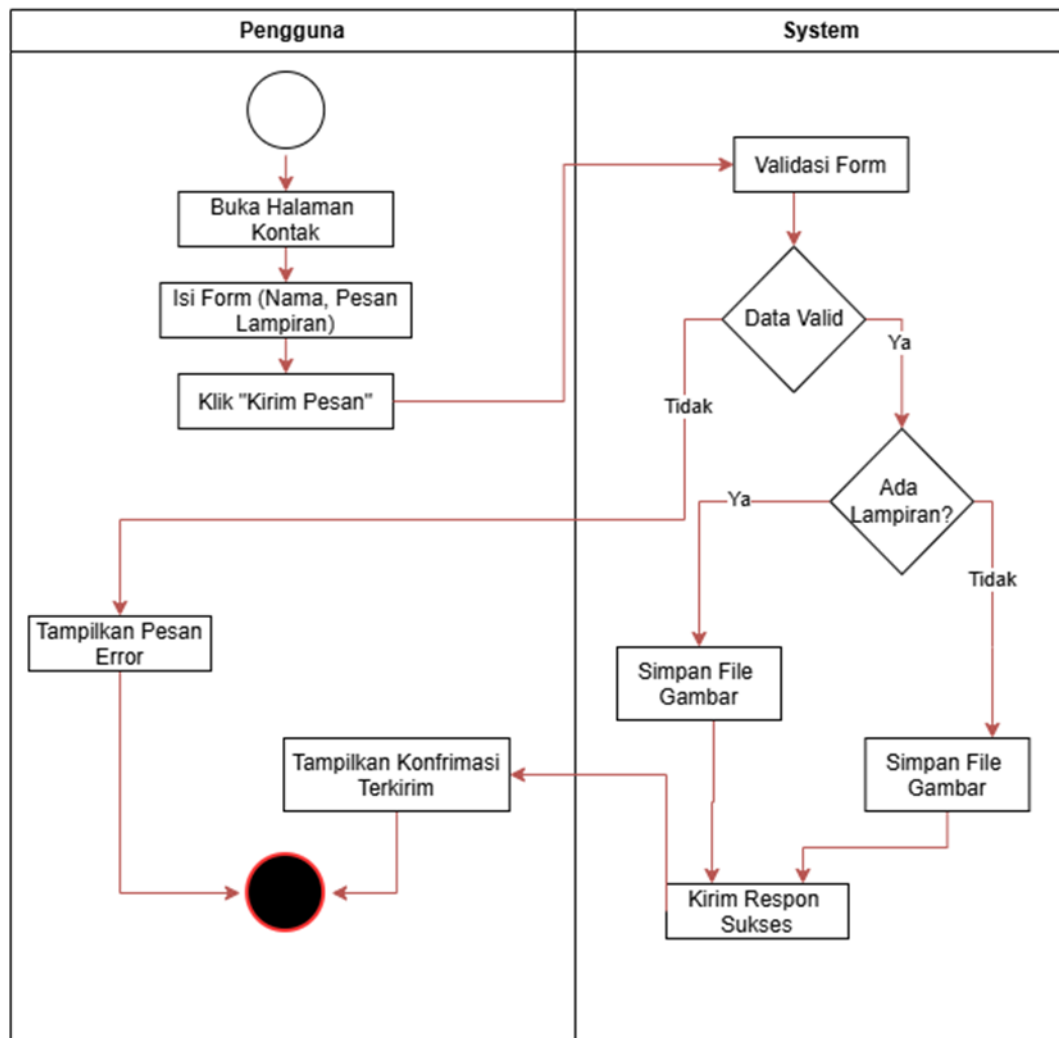 Pengguna
System
Buka Halaman
Kontak
Isi Form (Nama, Pesan
Lampiran)
Klik "Kirim Pesan"
Validasi Form
Data Valid
Ya
Tidak
Ada
Lampiran?
Ya
Tidak
Tampilkan Pesan
Error
Simpan File
Gambar
Simpan File
Gambar
Tampilkan Konfrimasi
Terkirim
Kirim Respon
Sukses